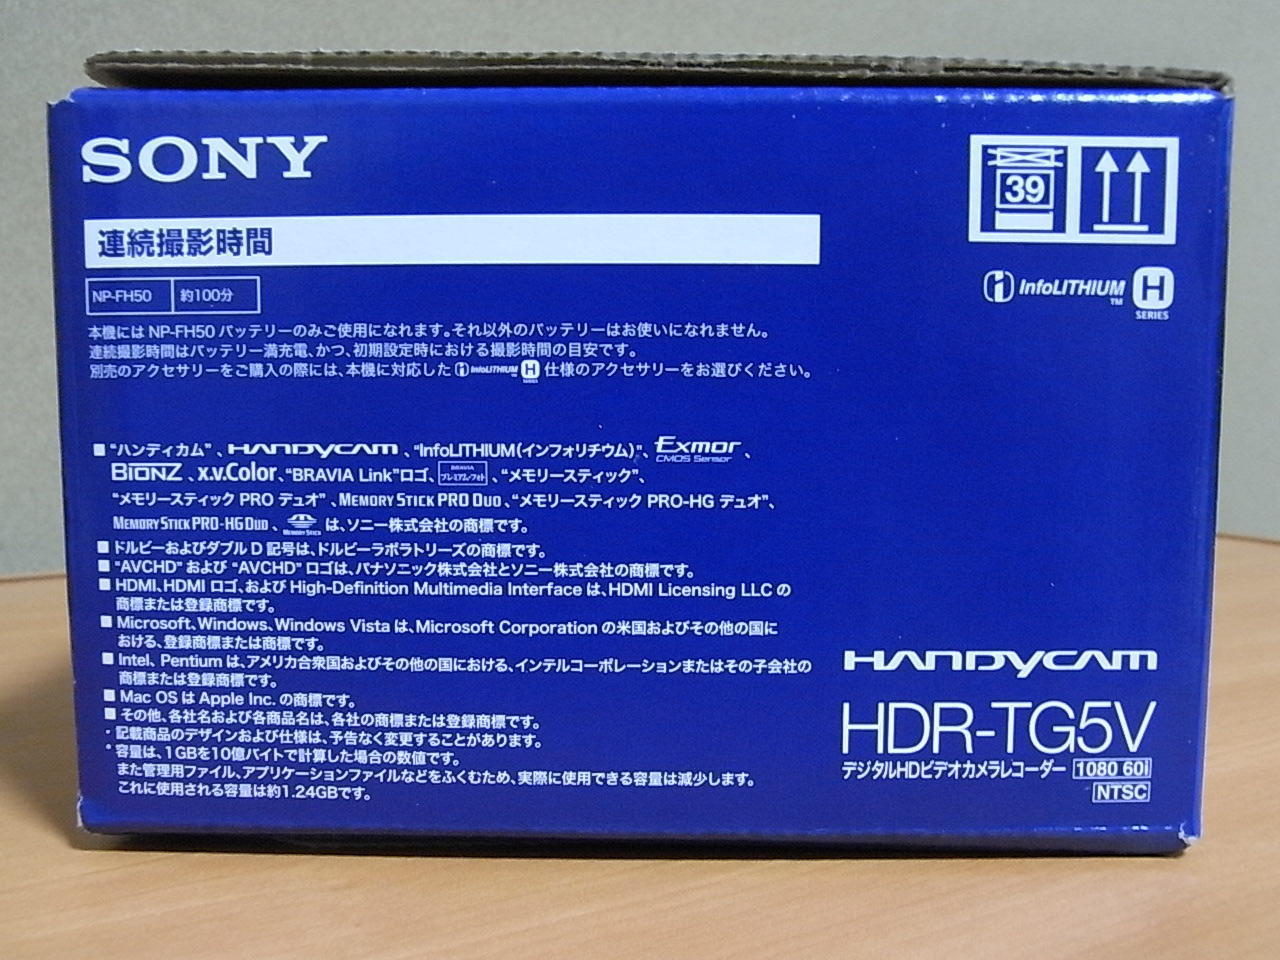 SONY
連続撮影時間
NP-FH50 約100分
本機には NP-FH50 バッテリーのみご使用になれます。それ以外のバッテリーはお使いになれません。
連続撮影時間はバッテリー満充電、かつ、初期設定時における撮影時間の目安です。
別売のアクセサリーをご購入の際には、本機に対応した InfoLITHIUM TM H SERIES 仕様のアクセサリーをお選びください。
39
InfoLITHIUM TM H
SERIES
■ “ハンディカム”、HANDYCAM、“InfoLITHIUM(インフォリチウム)”、Exmor CMOS Sensor、
BIONZ、x.v.Color、“BRAVIA Link”ロゴ、BRAVIA プレミアムフォト、“メモリースティック”、
“メモリースティック PRO デュオ”、MEMORY STICK PRO DUO、“メモリースティック PRO-HG デュオ”、
MEMORY STICK PRO-HG DUO、MEMORY STICK は、ソニー株式会社の商標です。
■ ドルビーおよびダブル D 記号は、ドルビーラボラトリーズの商標です。
■ “AVCHD” および “AVCHD” ロゴは、パナソニック株式会社とソニー株式会社の商標です。
■ HDMI、HDMI ロゴ、および High-Definition Multimedia Interface は、HDMI Licensing LLC の
商標または登録商標です。
■ Microsoft、Windows、Windows Vista は、Microsoft Corporation の米国およびその他の国に
おける、登録商標または商標です。
■ Intel、Pentium は、アメリカ合衆国およびその他の国における、インテルコーポレーションまたはその子会社の
商標または登録商標です。
■ Mac OS は Apple Inc. の商標です。
■ その他、各社名および各商品名は、各社の商標または登録商標です。
・記載商品のデザインおよび仕様は、予告なく変更することがあります。
* 容量は、1GBを10億バイトで計算した場合の数値です。
また管理用ファイル、アプリケーションファイルなどをふくむため、実際に使用できる容量は減少します。
これに使用される容量は約1.24GBです。
HANDYCAM
HDR-TG5V
デジタルHDビデオカメラレコーダー 1080 60i
NTSC